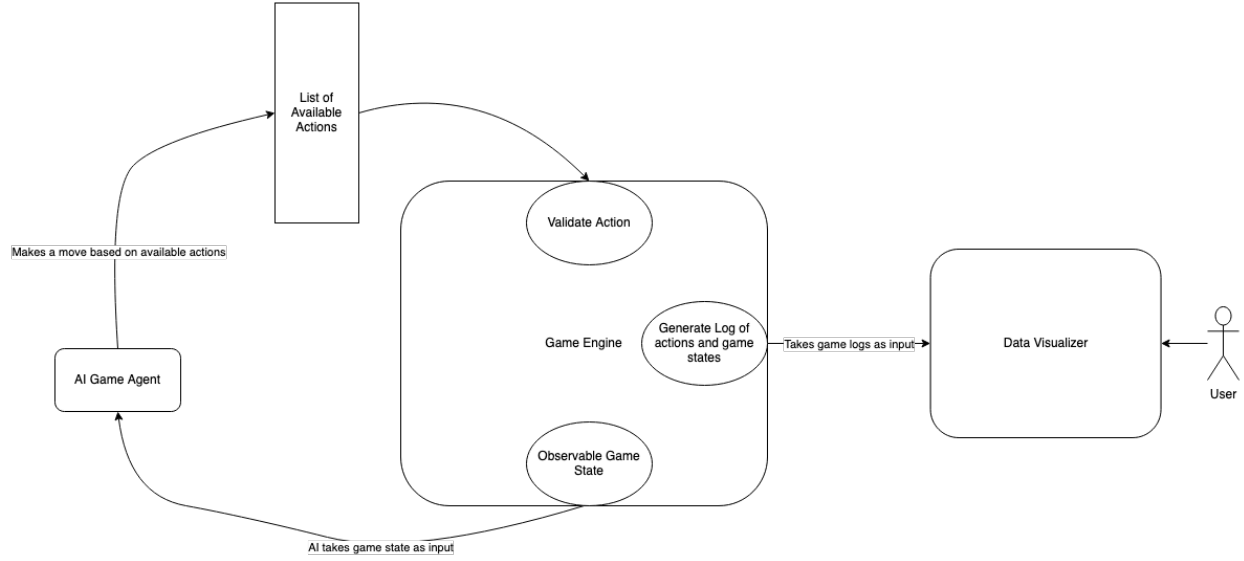 List of
Available
Actions
Validate Action
Makes a move based on available actions
Generate Log of
actions and game
states
Game Engine
Takes game logs as input
Data Visualizer
AI Game Agent
User
Observable Game
State
AI takes game state as input